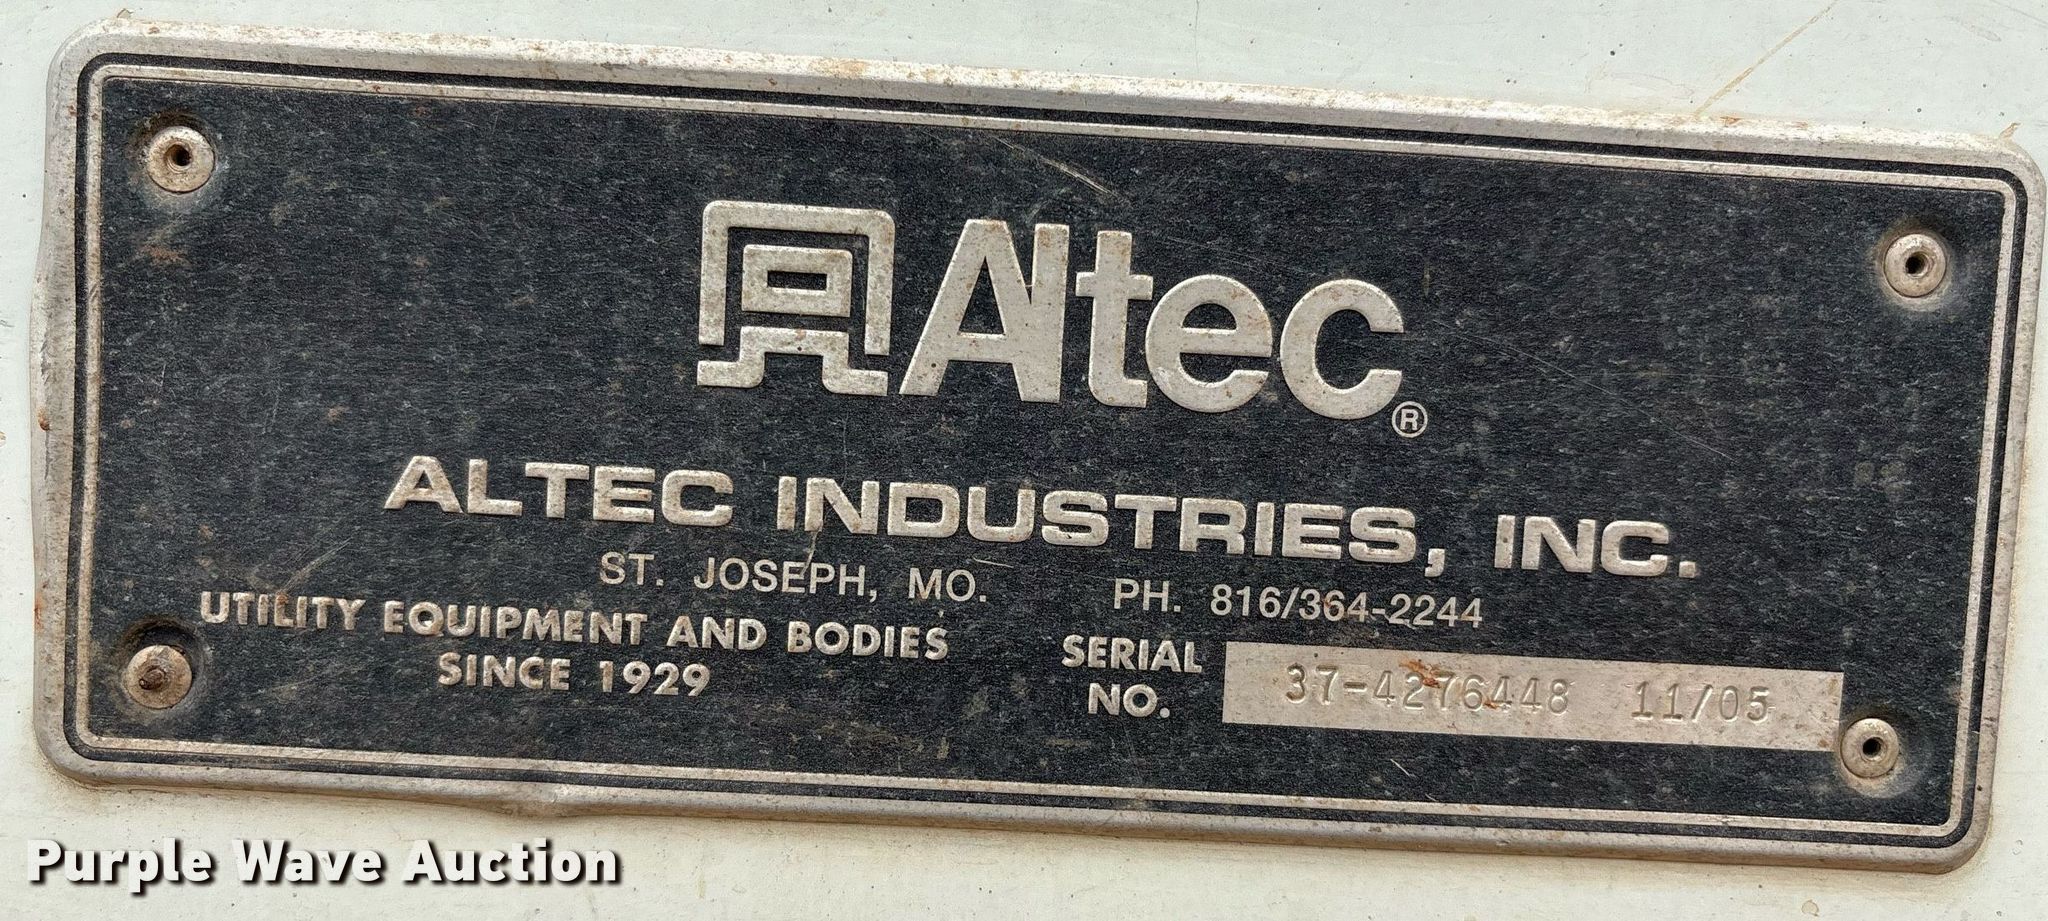 Altec®
ALTEC INDUSTRIES, INC.
ST. JOSEPH, MO. PH. 816/364-2244
UTILITY EQUIPMENT AND BODIES
SINCE 1929
SERIAL
NO.
37-4276448 11/05
Purple Wave Auction